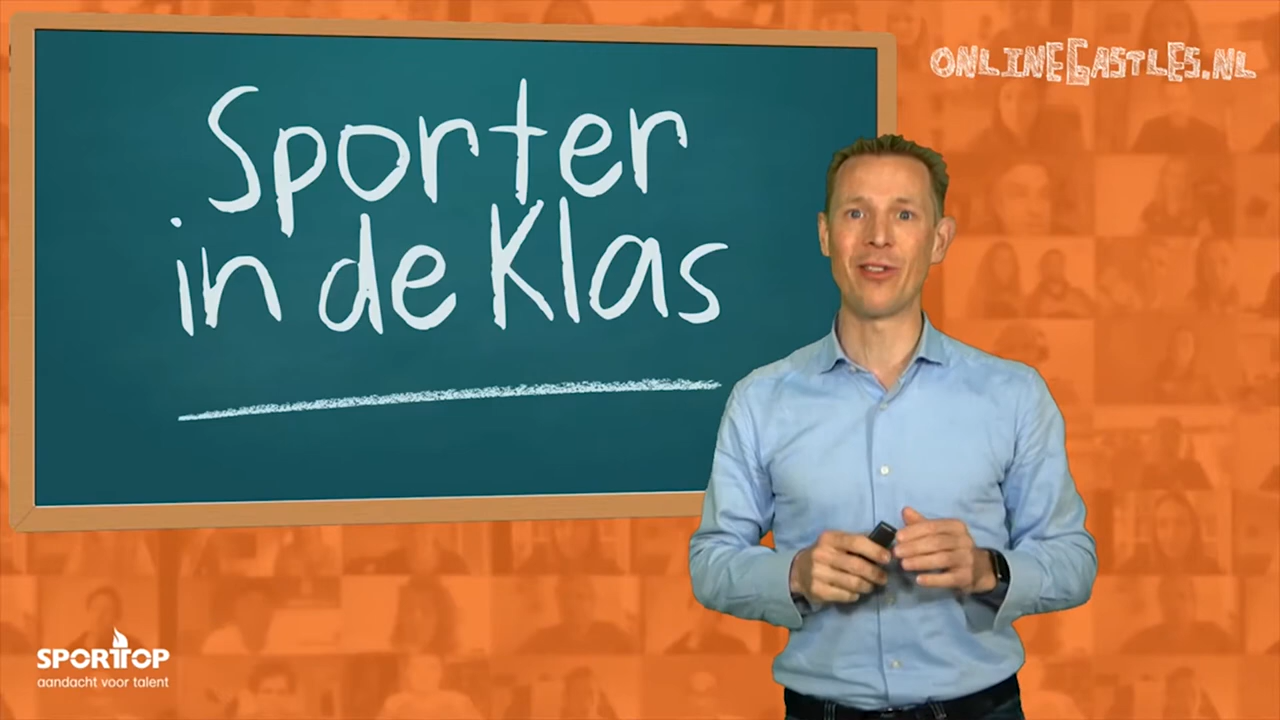 Sporter
in de Klas
ONLINEGASTLES.NL
SPORTTOP
aandacht voor talent